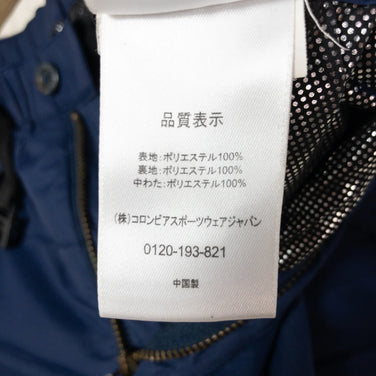 品質表示
表地：ポリエステル100%
裏地：ポリエステル100%
中わた：ポリエステル100%
(株)コロンビアスポーツウェアジャパン
0120-193-821
中国製